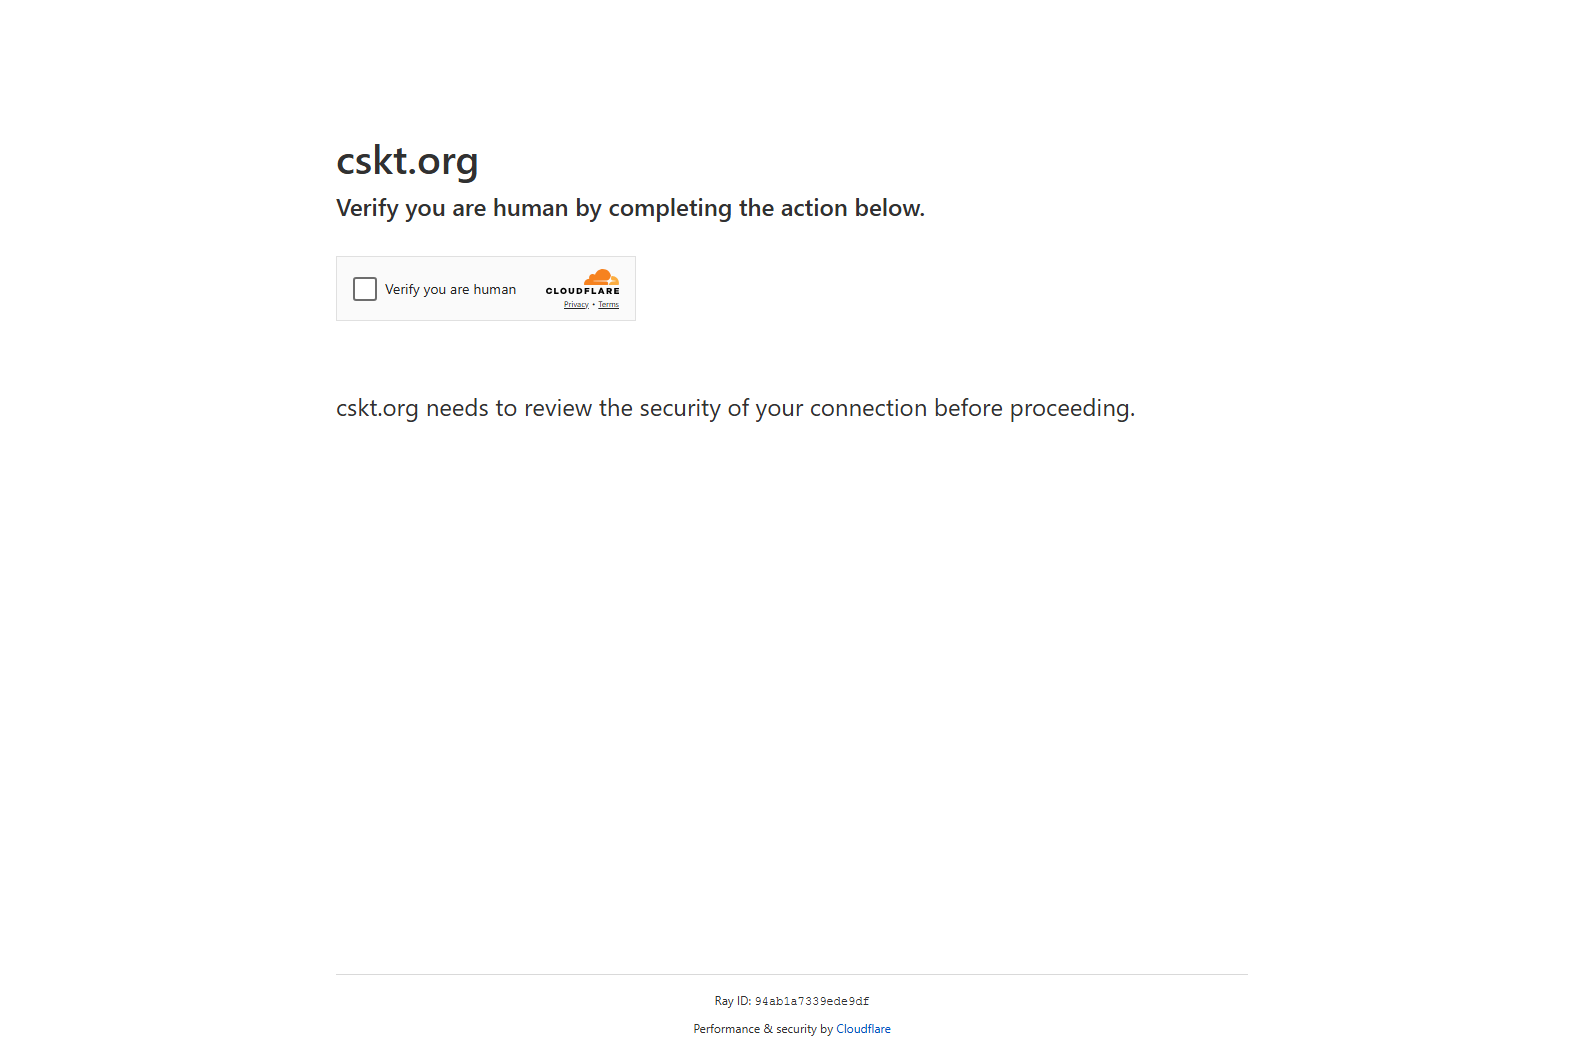 cskt.org
Verify you are human by completing the action below.
Verify you are human
CLOUDFLARE
Privacy • Terms
cskt.org needs to review the security of your connection before proceeding.
Ray ID: 94ab1a7339ede9df
Performance & security by Cloudflare